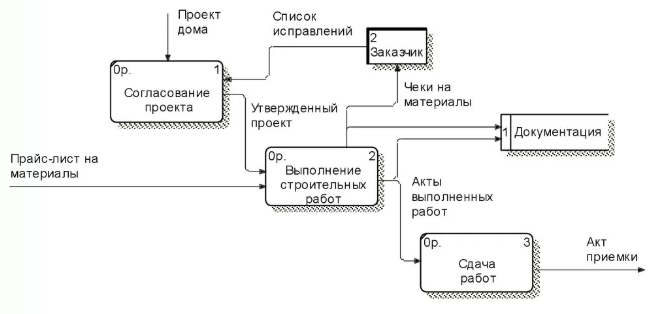 Проект
дома
Список
исправлений
2
Заказчик
0р. 1
Согласование
проекта
Чеки на
материалы
Утвержденный
проект
1 Документация
Прайс-лист на
материалы
0р. 2
Выполнение
строительных
работ
Акты
выполненных
работ
0р. 3
Сдача
работ
Акт
приемки